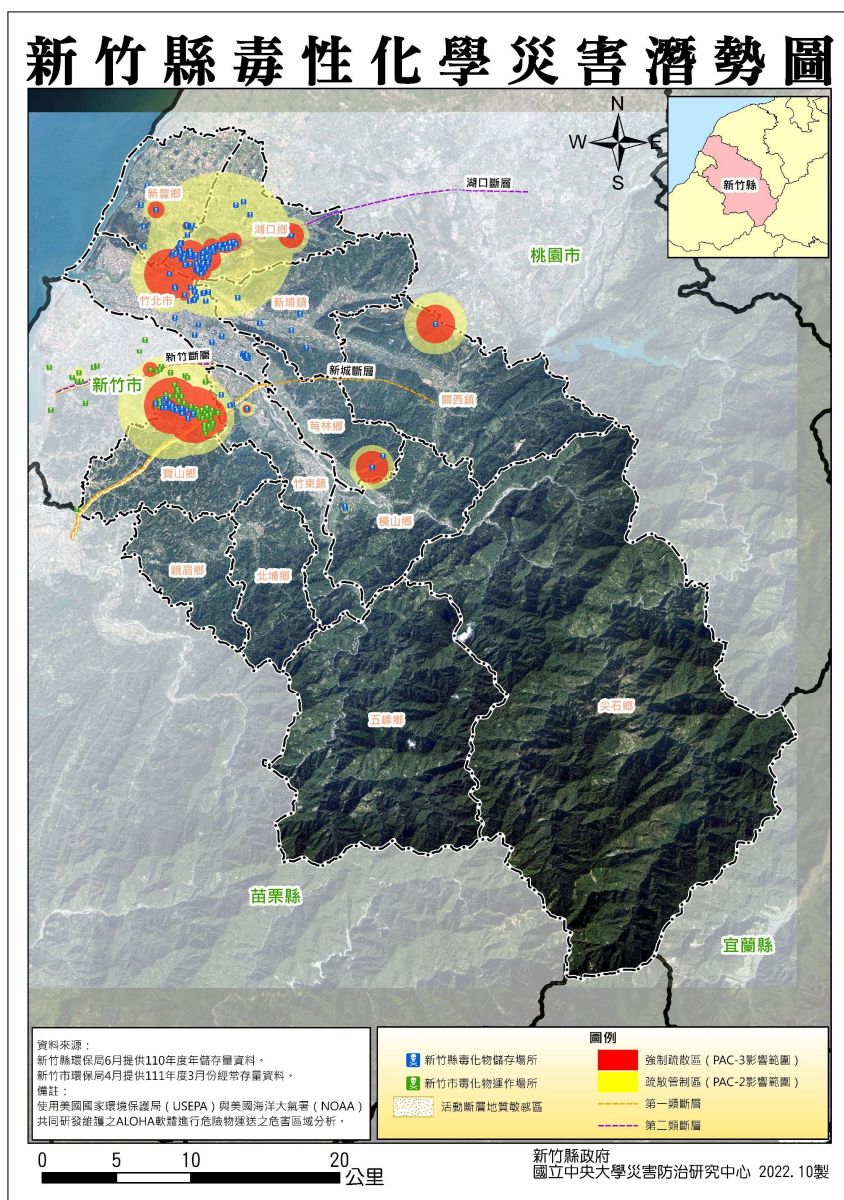 新竹縣毒性化學災害潛勢圖
N
W
E
S
新竹縣
新豐鄉
湖口斷層
湖口鄉
桃園市
竹北市
新埔鎮
新竹斷層
新竹市
新城斷層
關西鎮
芎林鄉
寶山鄉
竹東鎮
橫山鄉
峨眉鄉
北埔鄉
尖石鄉
五峰鄉
苗栗縣
宜蘭縣
資料來源：
新竹縣環保局6月提供110年度年儲存量資料。
新竹市環保局4月提供111年度3月份經常存量資料。
備註：
使用美國國家環境保護局（USEPA）與美國海洋大氣署（NOAA）
共同研發維護之ALOHA軟體進行危險物運送之危害區域分析。
圖例
新竹縣毒化物儲存場所
新竹市毒化物運作場所
活動斷層地質敏感區
強制疏散區（PAC-3影響範圍）
疏散管制區（PAC-2影響範圍）
第一類斷層
第二類斷層
0 5 10 20
公里
新竹縣政府
國立中央大學災害防治研究中心 2022.10製